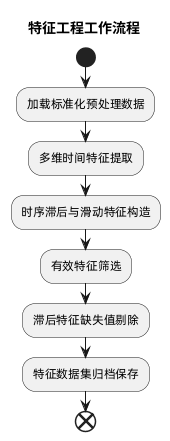 特征工程工作流程
加载标准化预处理数据
多维时间特征提取
时序滞后与滑动特征构造
有效特征筛选
滞后特征缺失值剔除
特征数据集归档保存